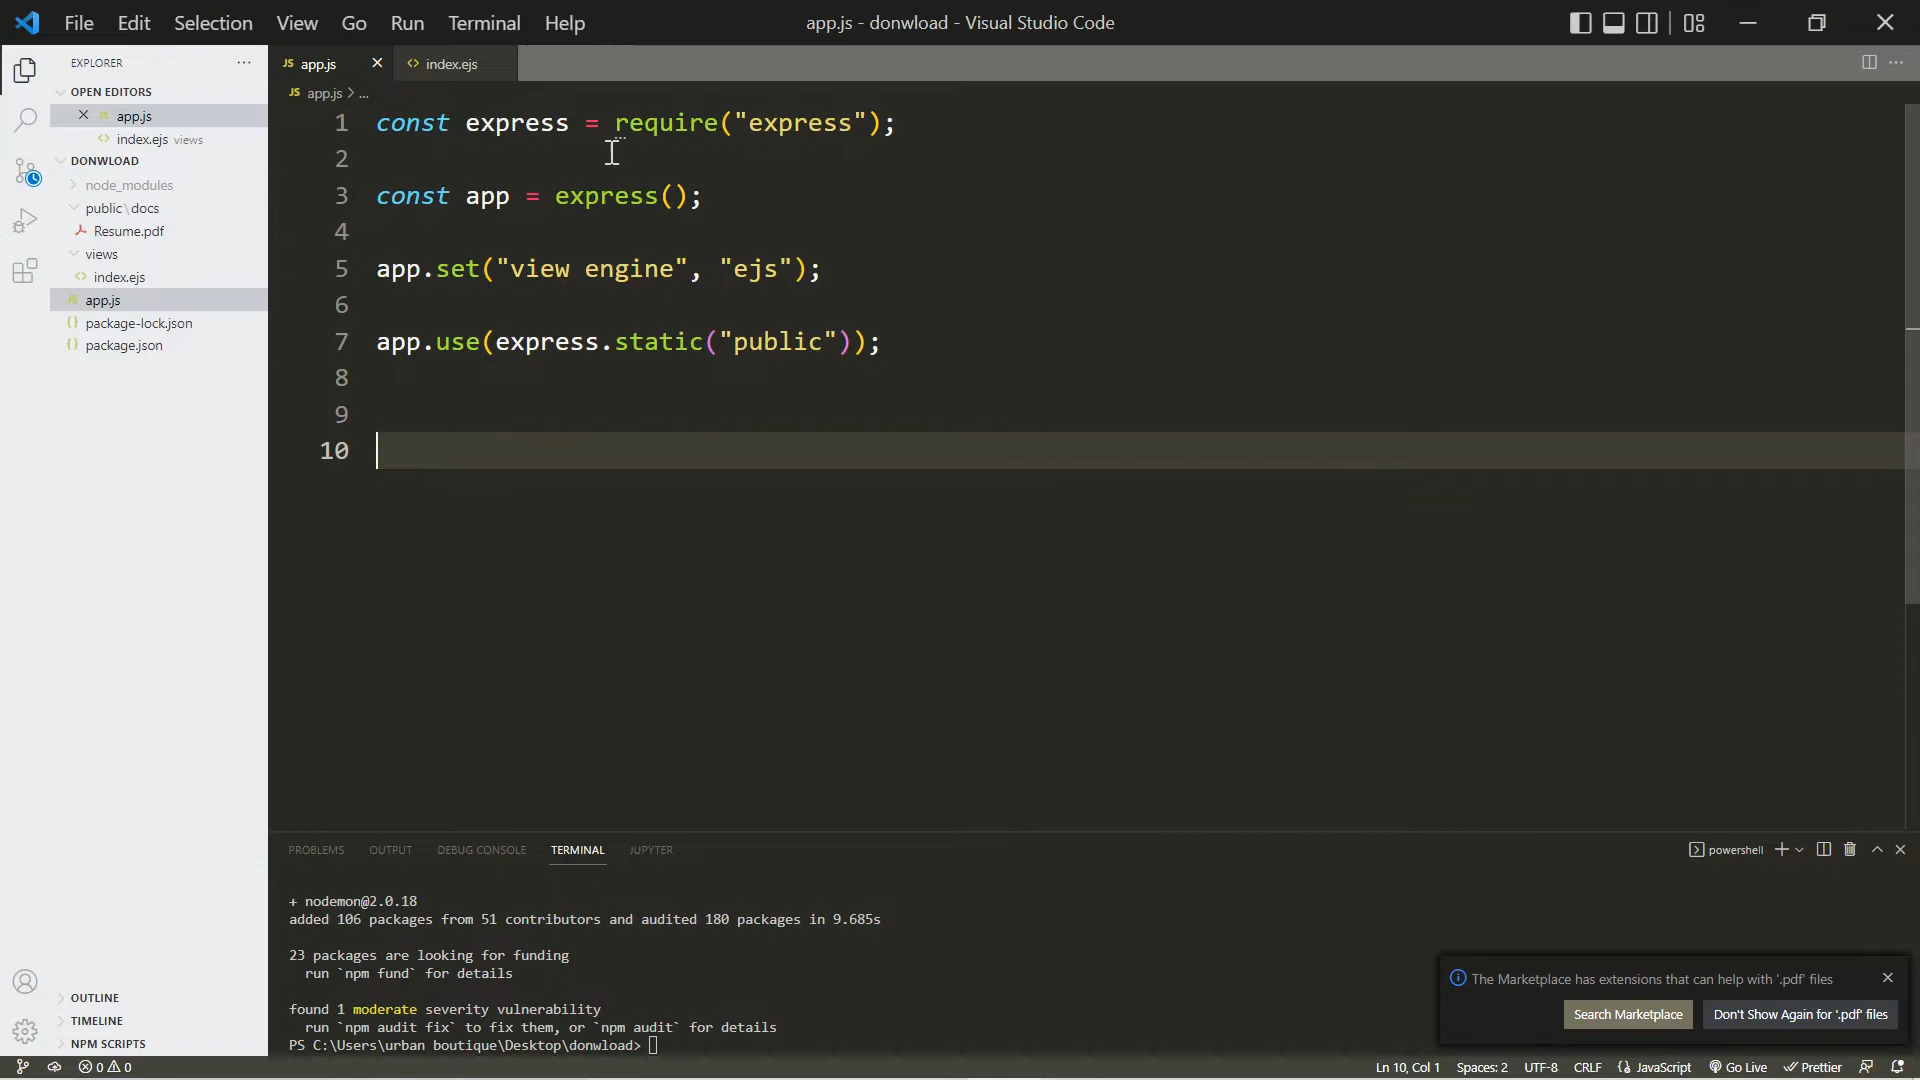 File Edit Selection View Go Run Terminal Help
app.js - donwload - Visual Studio Code
EXPLORER
OPEN EDITORS
app.js
index.ejs views
DONWLOAD
node_modules
public\docs
Resume.pdf
views
index.ejs
app.js
package-lock.json
package.json
OUTLINE
TIMELINE
NPM SCRIPTS
JS app.js
<> index.ejs
JS app.js > ...
1 const express = require("express");
2
3 const app = express();
4
5 app.set("view engine", "ejs");
6
7 app.use(express.static("public"));
8
9
10
PROBLEMS OUTPUT DEBUG CONSOLE TERMINAL JUPYTER
powershell
+ nodemon@2.0.18
added 106 packages from 51 contributors and audited 180 packages in 9.685s
23 packages are looking for funding
run `npm fund` for details
found 1 moderate severity vulnerability
run `npm audit fix` to fix them, or `npm audit` for details
PS C:\Users\urban boutique\Desktop\donwload>
The Marketplace has extensions that can help with '.pdf' files
Search Marketplace
Don't Show Again for '.pdf' files
0 0
Ln 10, Col 1 Spaces: 2 UTF-8 CRLF {} JavaScript Go Live Prettier